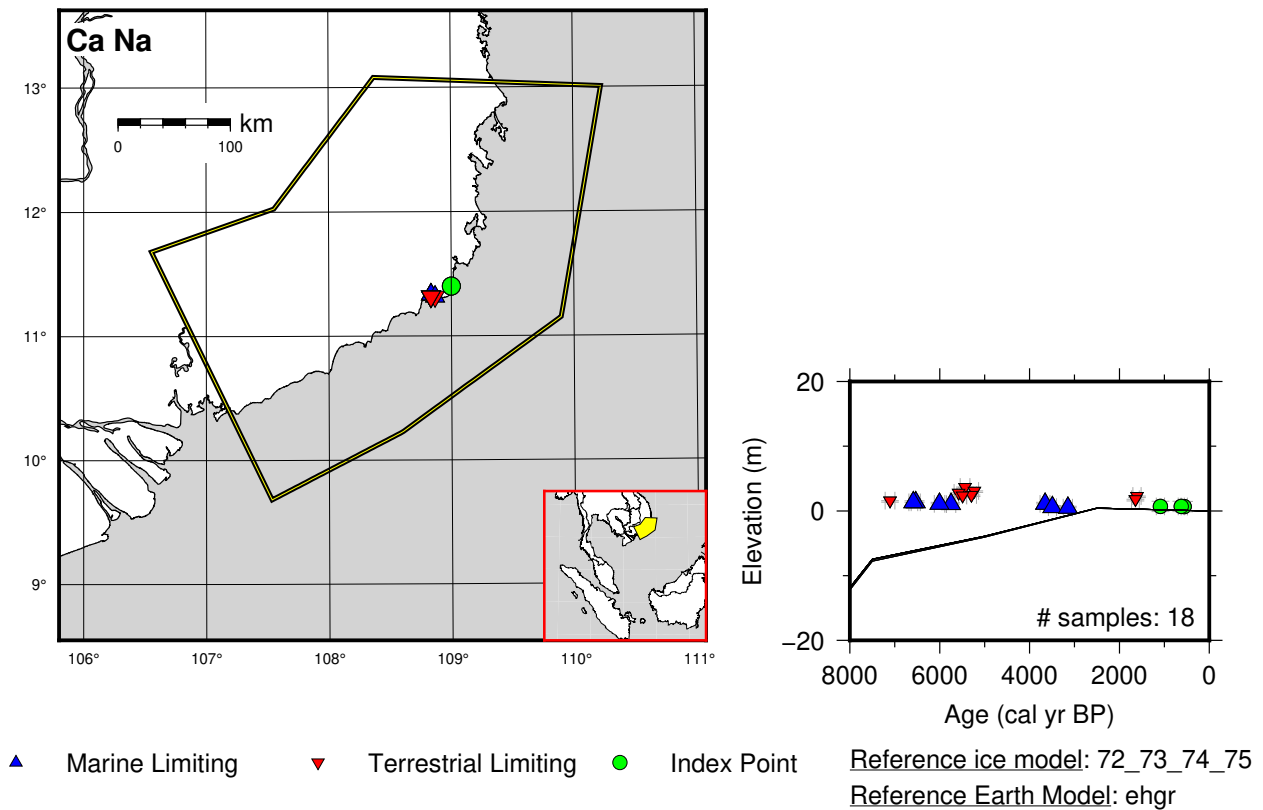 Ca Na
13°
12°
11°
10°
9°
km
0 100
106° 107° 108° 109° 110° 111°
20
0
−20
Elevation (m)
# samples: 18
8000 6000 4000 2000 0
Age (cal yr BP)
Marine Limiting Terrestrial Limiting Index Point
Reference ice model: 72_73_74_75
Reference Earth Model: ehgr